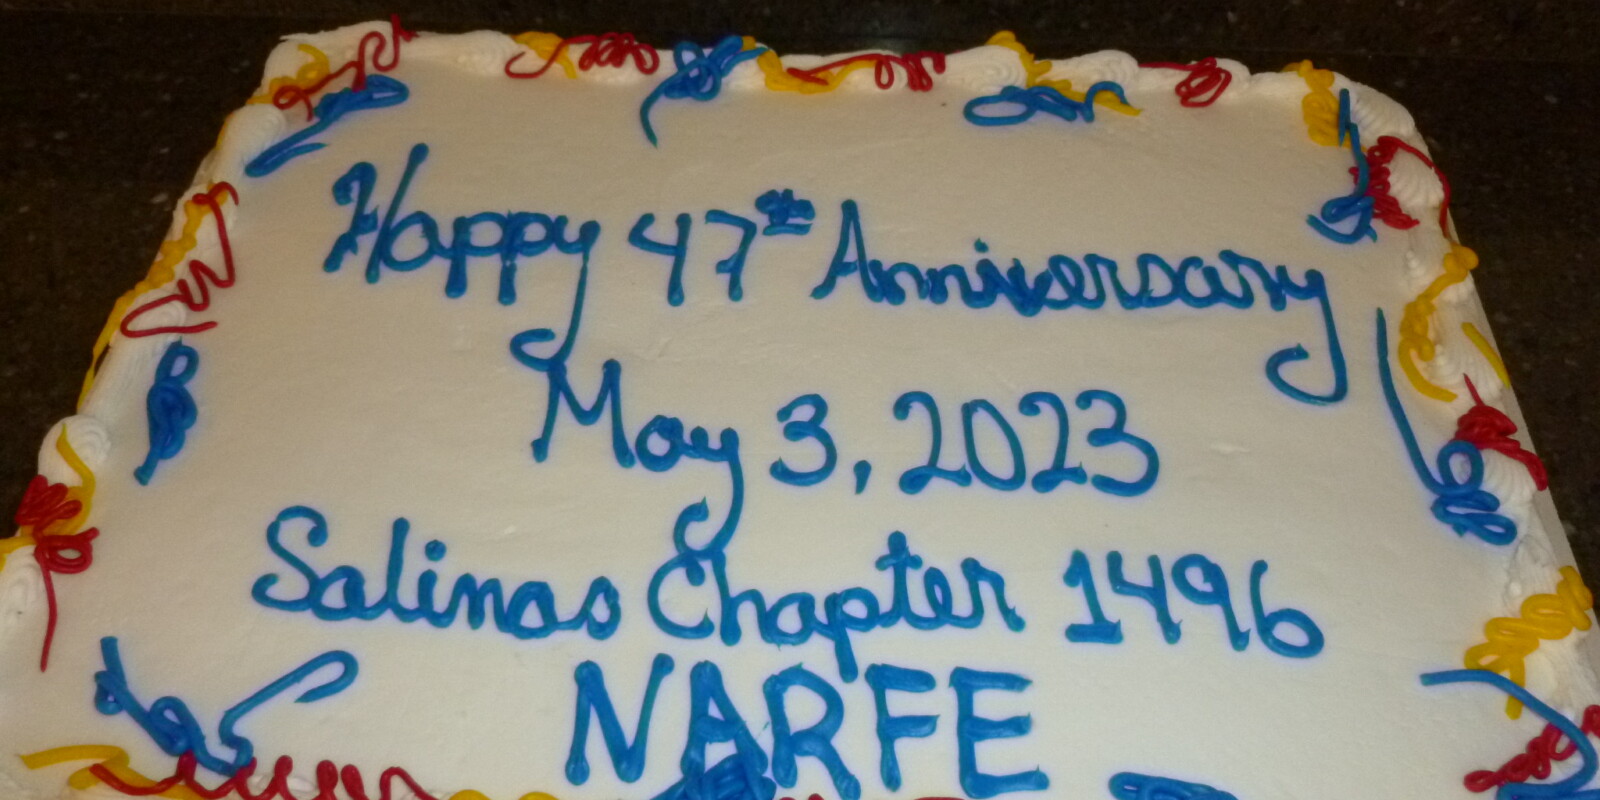 Happy 47th Anniversary
May 3, 2023
Salinas Chapter 1496
NARFE